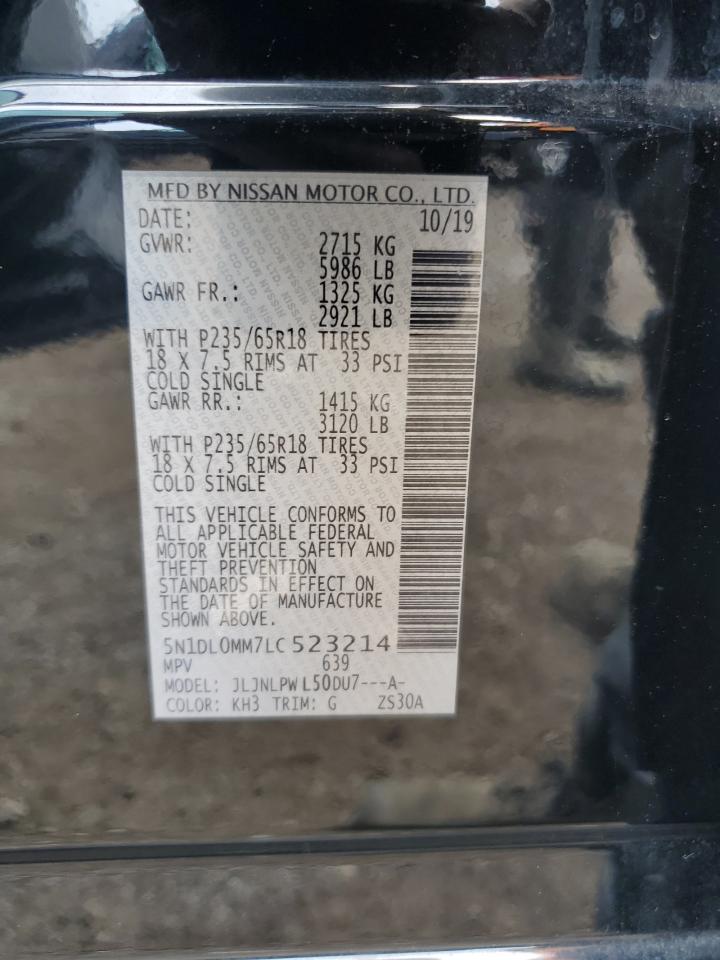 MFD BY NISSAN MOTOR CO., LTD.
DATE: 10/19
GVWR: 2715 KG
5986 LB
GAWR FR.: 1325 KG
2921 LB
WITH P235/65R18 TIRES
18 X 7.5 RIMS AT 33 PSI
COLD SINGLE
GAWR RR.: 1415 KG
3120 LB
WITH P235/65R18 TIRES
18 X 7.5 RIMS AT 33 PSI
COLD SINGLE
THIS VEHICLE CONFORMS TO
ALL APPLICABLE FEDERAL
MOTOR VEHICLE SAFETY AND
THEFT PREVENTION
STANDARDS IN EFFECT ON
THE DATE OF MANUFACTURE
SHOWN ABOVE.
5N1DL0MM7LC 523214
MPV 639
MODEL: JLJNLPW L50DU7---A-
COLOR: KH3 TRIM: G ZS30A